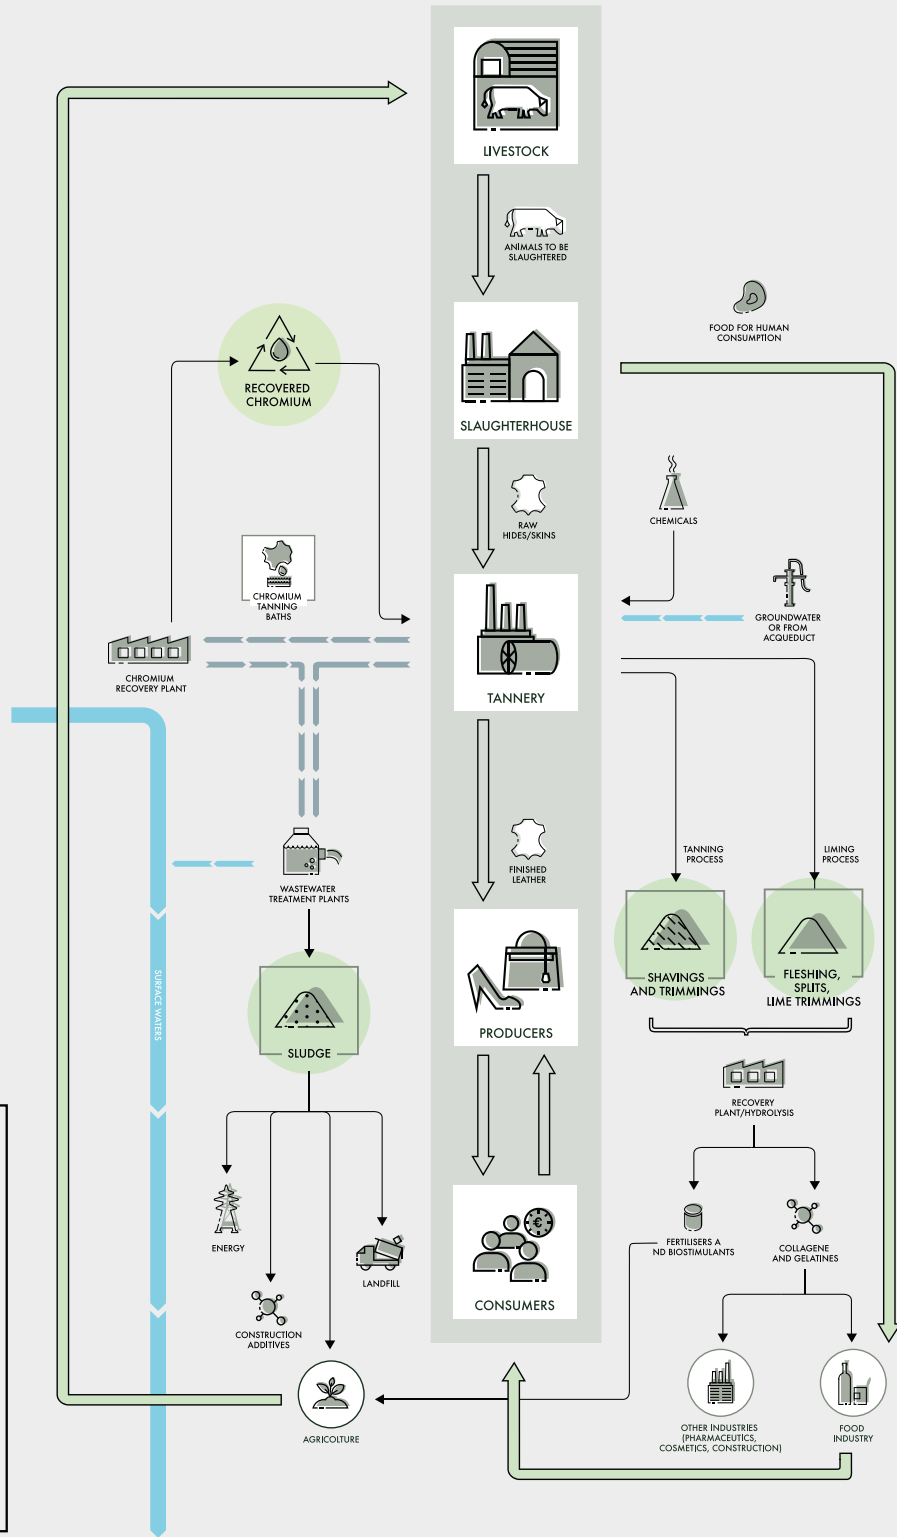 LIVESTOCK
ANIMALS TO BE
SLAUGHTERED
FOOD FOR HUMAN
CONSUMPTION
RECOVERED
CHROMIUM
SLAUGHTERHOUSE
RAW
HIDES/SKINS
CHEMICALS
CHROMIUM
TANNING
BATHS
GROUNDWATER
OR FROM
ACQEDUCT
CHROMIUM
RECOVERY PLANT
TANNERY
TANNING
PROCESS
LIMING
PROCESS
FINISHED
LEATHER
WASTEWATER
TREATMENT PLANTS
SURFACE WATERS
SHAVINGS
AND TRIMMINGS
FLESHING,
SPLITS,
LIME TRIMMINGS
SLUDGE
PRODUCERS
RECOVERY
PLANT/HYDROLYSIS
ENERGY
LANDFILL
CONSTRUCTION
ADDITIVES
FERTILISERS A
ND BIOSTIMULANTS
COLLAGENE
AND GELATINES
€
CONSUMERS
AGRICOLTURE
OTHER INDUSTRIES
(PHARMACEUTICS,
COSMETICS, CONSTRUCTION)
FOOD
INDUSTRY